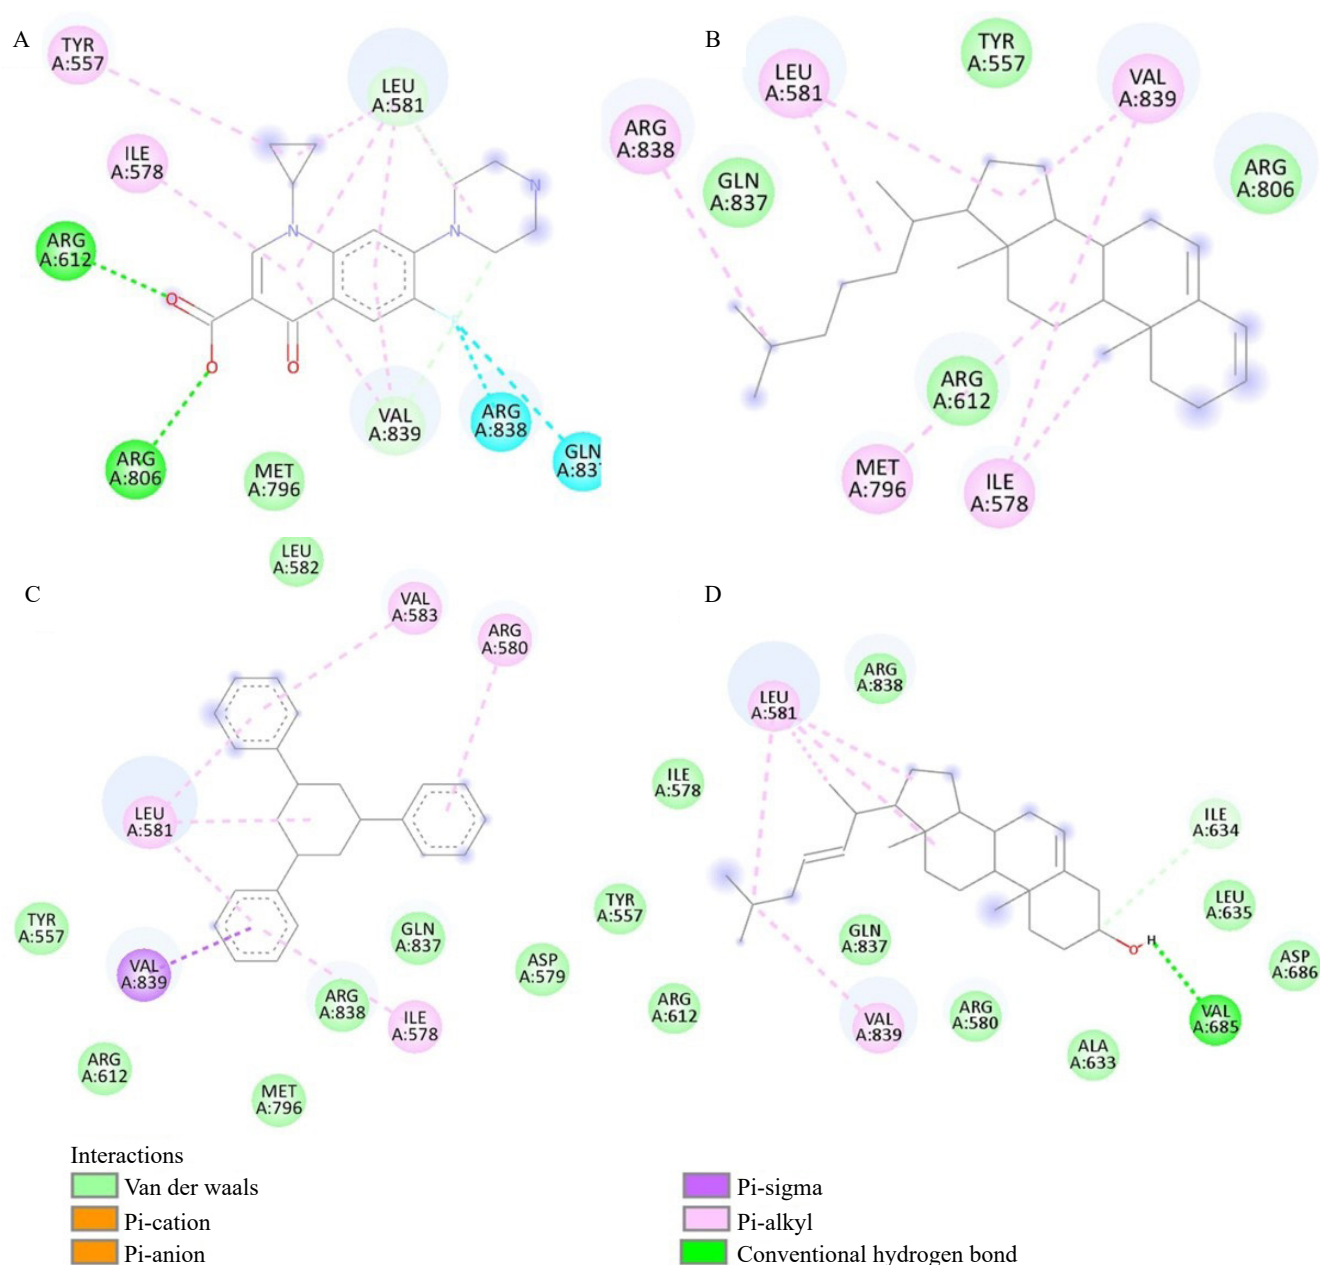 A
TYR
A:557
LEU
A:581
ILE
A:578
ARG
A:612
N
N
N
O
O
O
F
VAL
A:839
ARG
A:838
GLN
A:837
ARG
A:806
MET
A:796
B
LEU
A:581
TYR
A:557
VAL
A:839
ARG
A:838
GLN
A:837
ARG
A:806
ARG
A:612
MET
A:796
ILE
A:578
C
LEU
A:582
VAL
A:583
ARG
A:580
LEU
A:581
TYR
A:557
VAL
A:839
GLN
A:837
ARG
A:838
ILE
A:578
ARG
A:612
MET
A:796
ASP
A:579
D
LEU
A:581
ARG
A:838
ILE
A:578
ILE
A:634
LEU
A:635
TYR
A:557
GLN
A:837
O
H
ASP
A:686
ARG
A:612
VAL
A:839
ARG
A:580
VAL
A:685
ALA
A:633
Interactions
Van der waals
Pi-cation
Pi-anion
Pi-sigma
Pi-alkyl
Conventional hydrogen bond